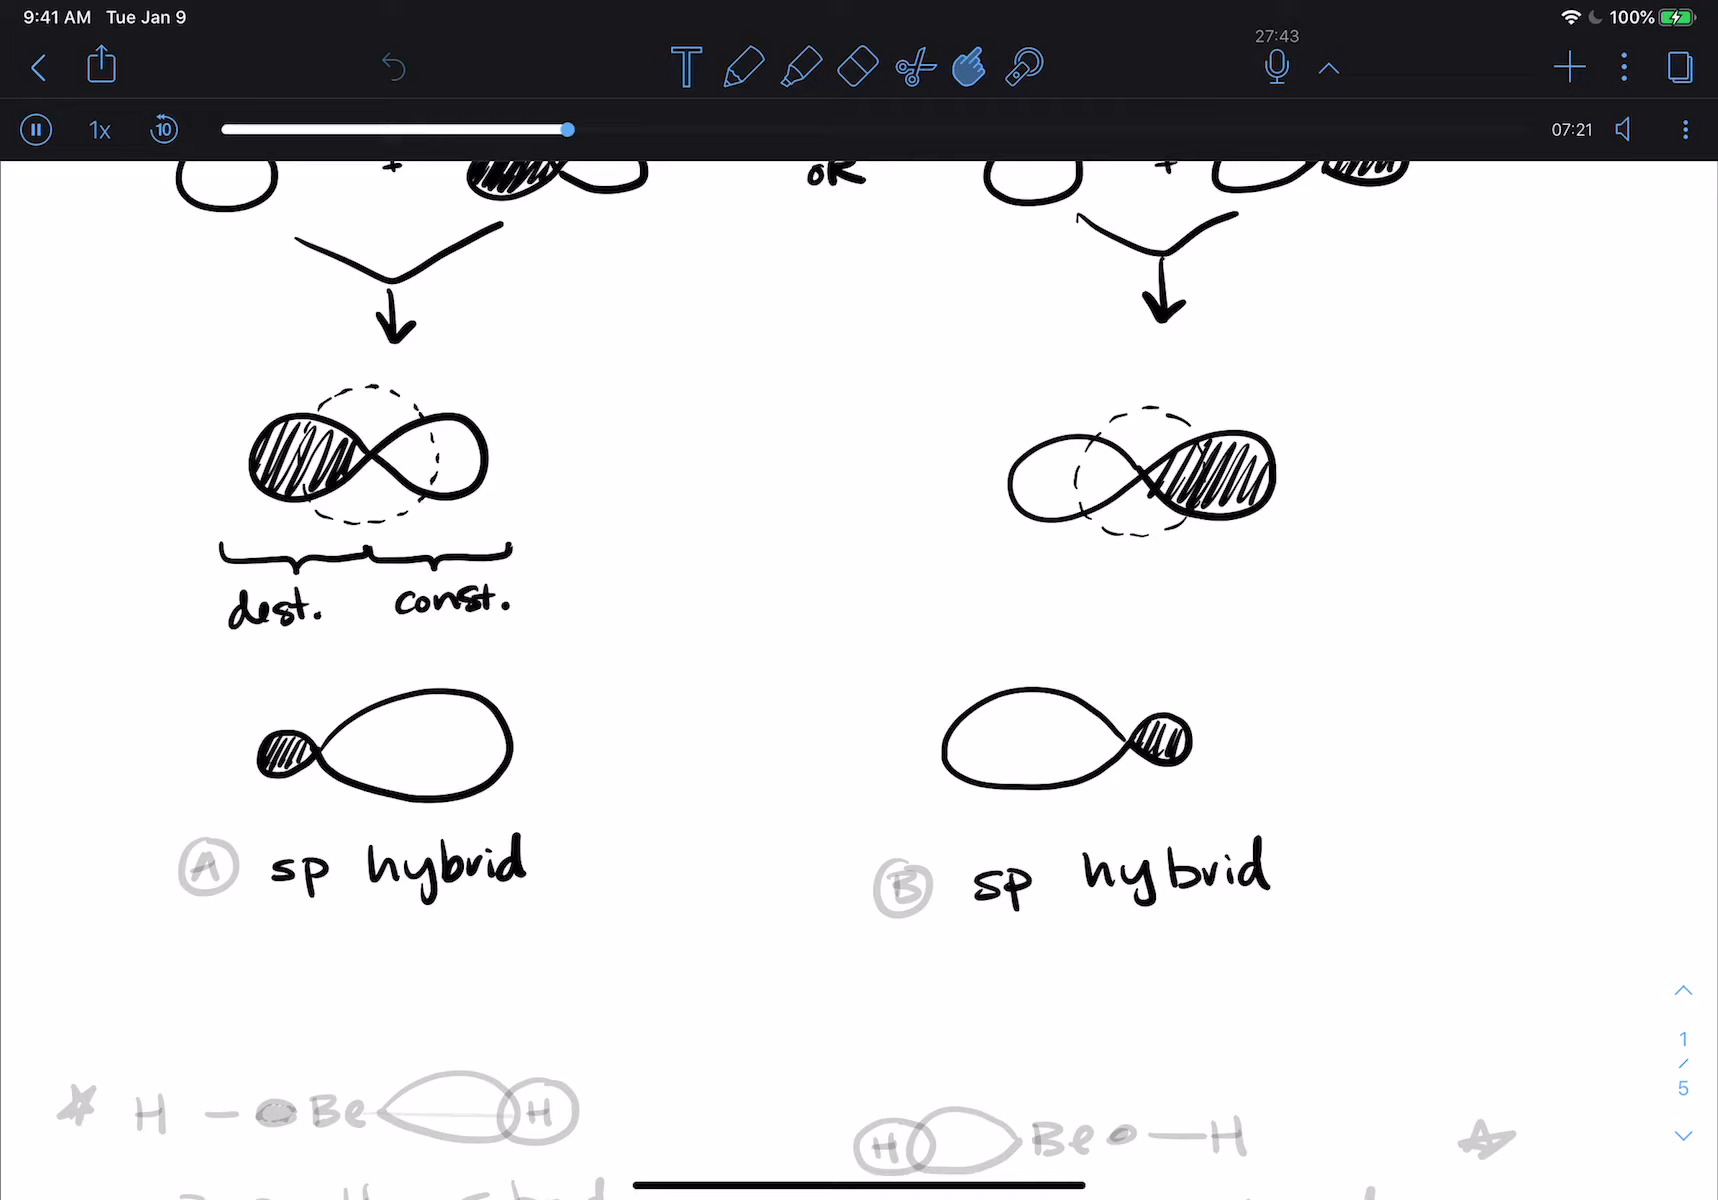 9:41 AM Tue Jan 9
100%
27:43
T
1x
10
07:21
+
OR
+
dest. const.
A sp hybrid
B sp hybrid
1
/
5
H — Be H
H Be — H